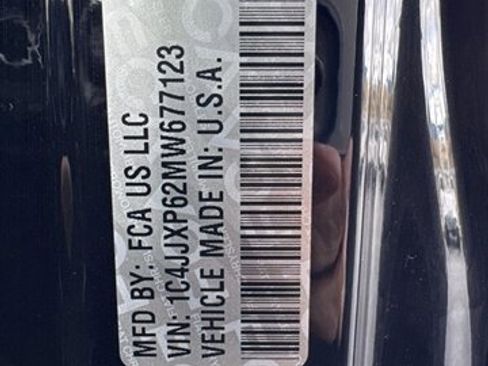 MFD BY: FCA US LLC
VIN: 1C4JJXP62MW677123
VEHICLE MADE IN: U.S.A.